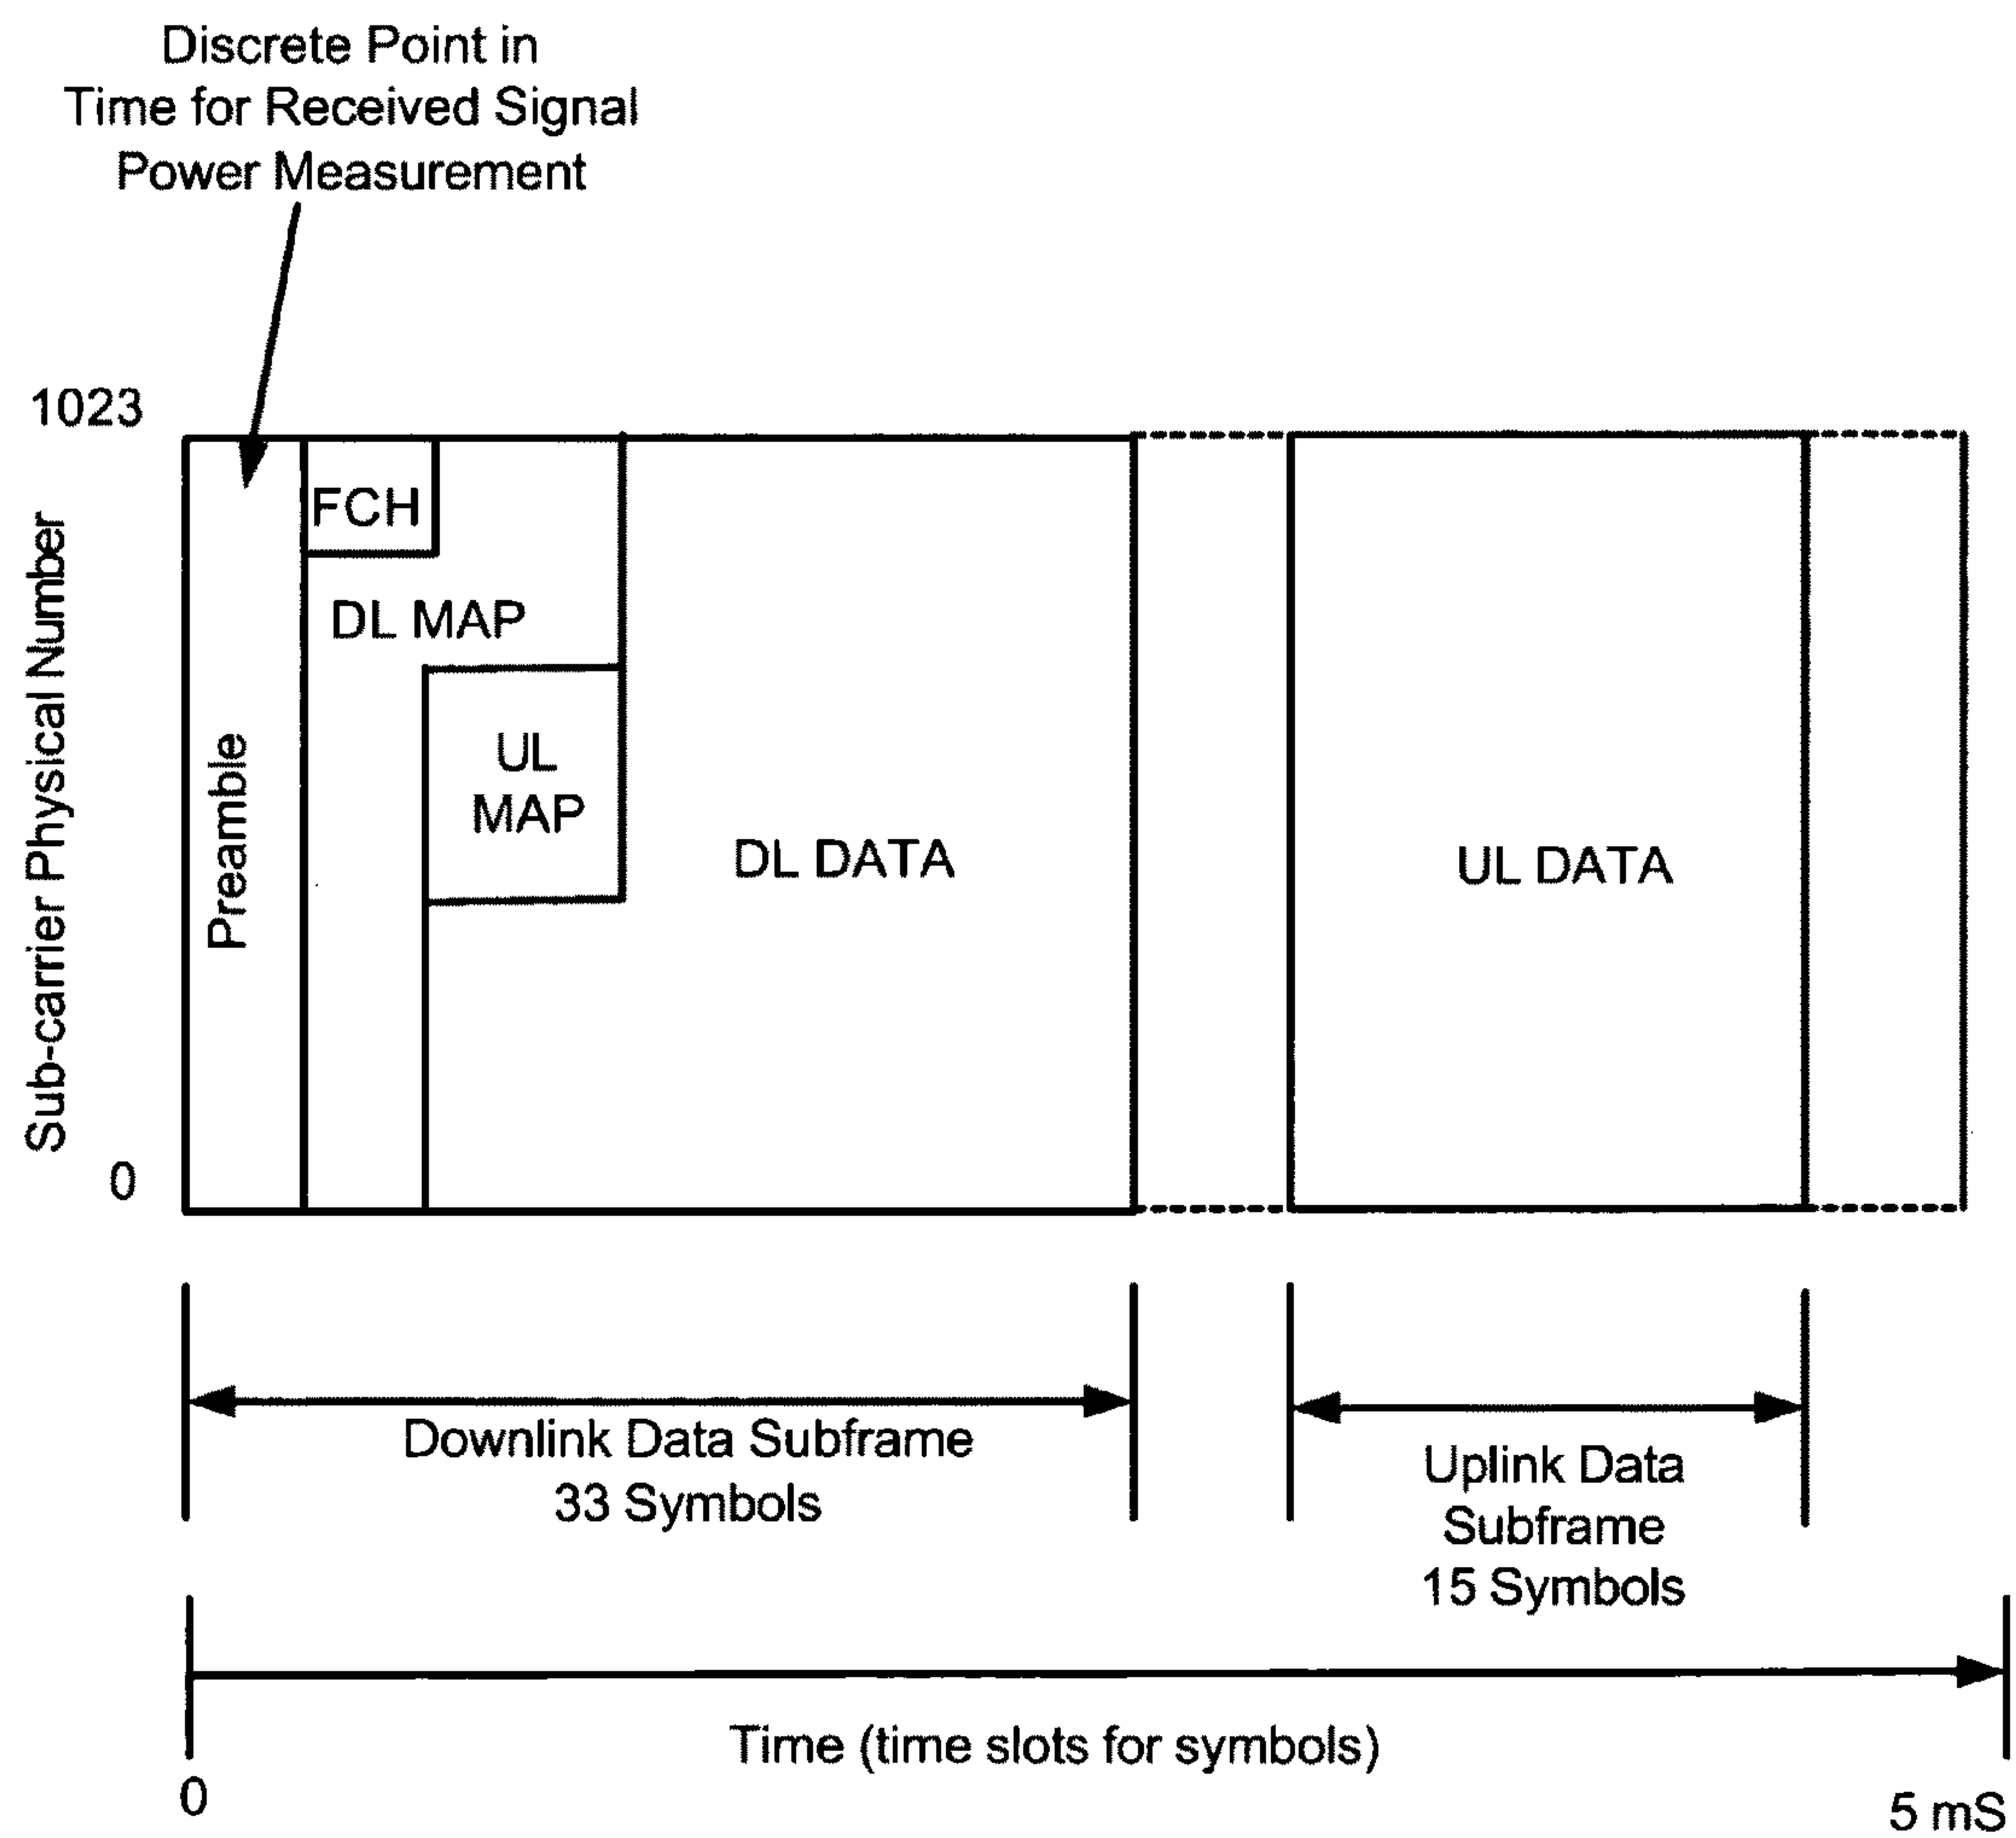 Discrete Point in
Time for Received Signal
Power Measurement
1023
Sub-carrier Physical Number
0
Preamble
FCH
DL MAP
UL
MAP
DL DATA
UL DATA
Downlink Data Subframe
33 Symbols
Uplink Data
Subframe
15 Symbols
Time (time slots for symbols)
0
5 mS